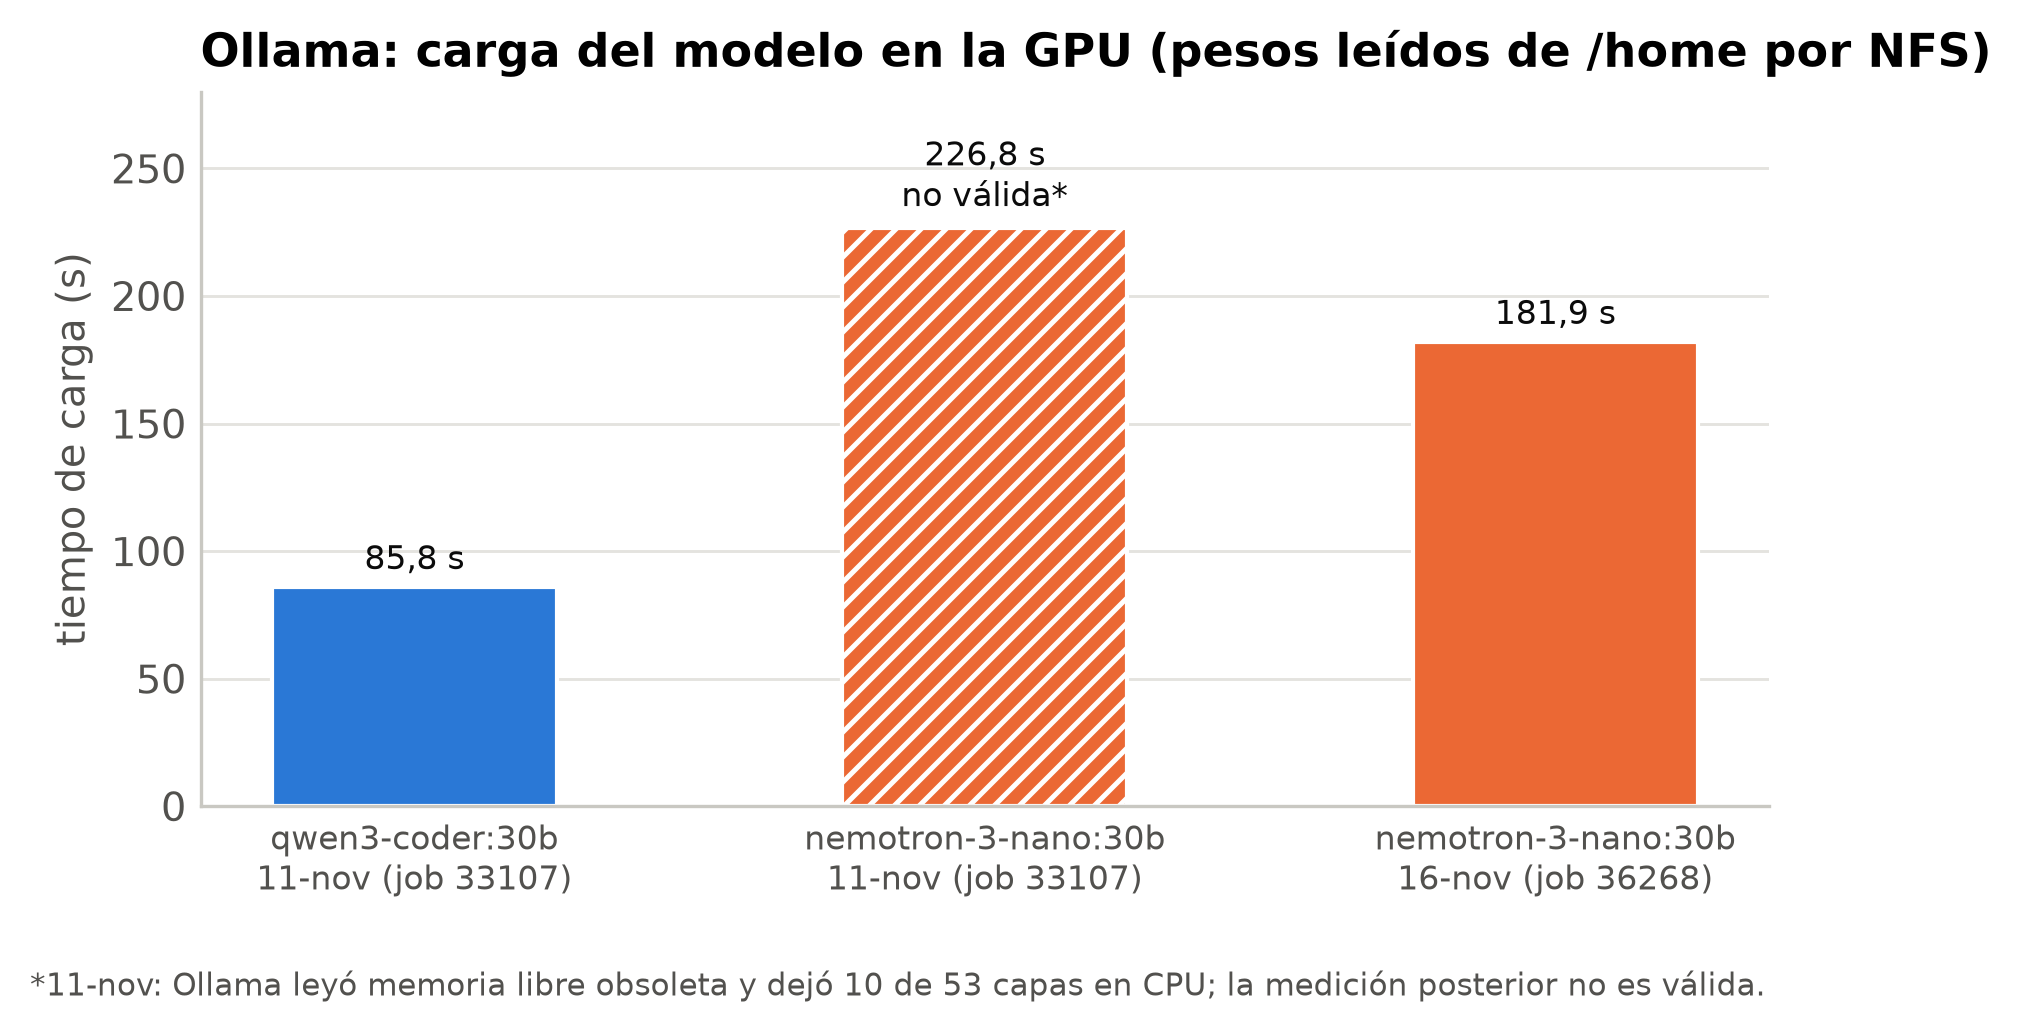 Ollama: carga del modelo en la GPU (pesos leídos de /home por NFS)
tiempo de carga (s)
250
200
150
100
50
0
85,8 s
226,8 s
no válida*
181,9 s
qwen3-coder:30b
11-nov (job 33107)
nemotron-3-nano:30b
11-nov (job 33107)
nemotron-3-nano:30b
16-nov (job 36268)
*11-nov: Ollama leyó memoria libre obsoleta y dejó 10 de 53 capas en CPU; la medición posterior no es válida.